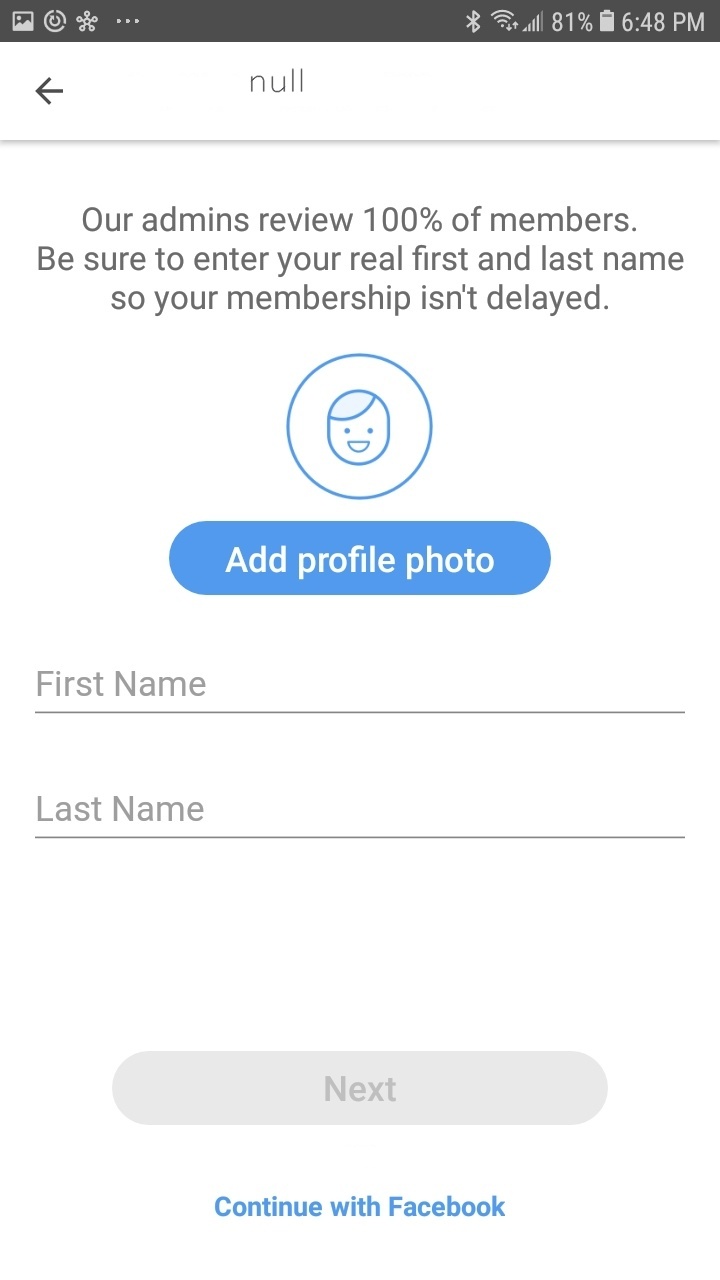 81% 6:48 PM
null
Our admins review 100% of members.
Be sure to enter your real first and last name
so your membership isn't delayed.
Add profile photo
First Name
Last Name
Next
Continue with Facebook